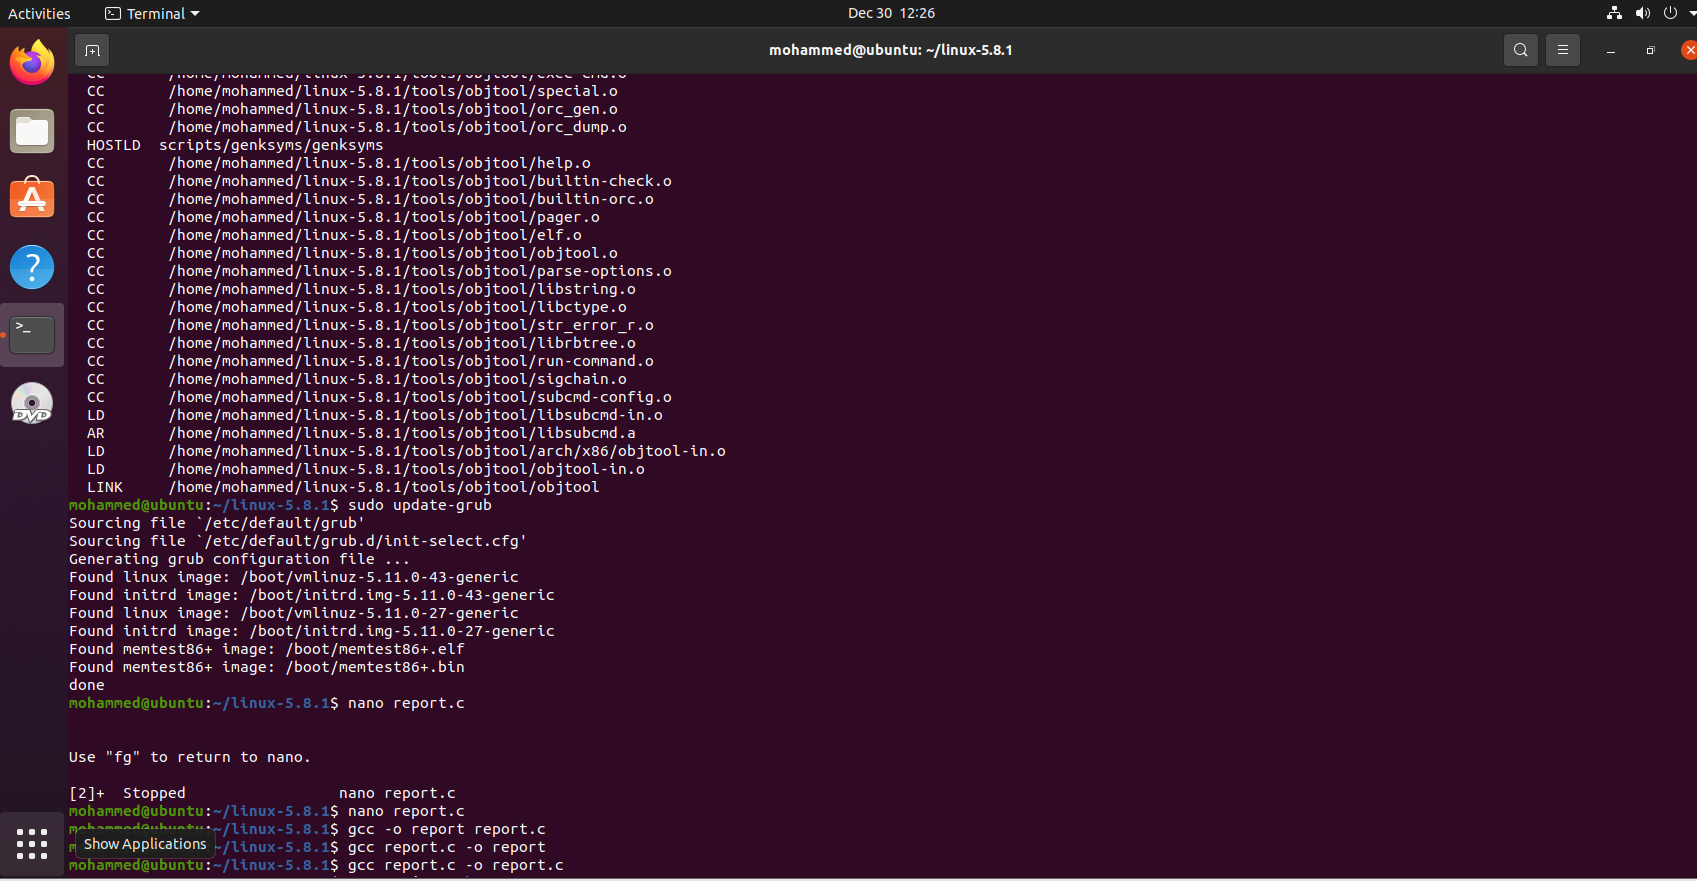 Activities
Terminal
Dec 30 12:26
mohammed@ubuntu: ~/linux-5.8.1
CC /home/mohammed/linux-5.8.1/tools/objtool/exec-cmd.o
CC /home/mohammed/linux-5.8.1/tools/objtool/special.o
CC /home/mohammed/linux-5.8.1/tools/objtool/orc_gen.o
CC /home/mohammed/linux-5.8.1/tools/objtool/orc_dump.o
HOSTLD scripts/genksyms/genksyms
CC /home/mohammed/linux-5.8.1/tools/objtool/help.o
CC /home/mohammed/linux-5.8.1/tools/objtool/builtin-check.o
CC /home/mohammed/linux-5.8.1/tools/objtool/builtin-orc.o
CC /home/mohammed/linux-5.8.1/tools/objtool/pager.o
CC /home/mohammed/linux-5.8.1/tools/objtool/elf.o
CC /home/mohammed/linux-5.8.1/tools/objtool/objtool.o
CC /home/mohammed/linux-5.8.1/tools/objtool/parse-options.o
CC /home/mohammed/linux-5.8.1/tools/objtool/libstring.o
CC /home/mohammed/linux-5.8.1/tools/objtool/libctype.o
CC /home/mohammed/linux-5.8.1/tools/objtool/str_error_r.o
CC /home/mohammed/linux-5.8.1/tools/objtool/librbtree.o
CC /home/mohammed/linux-5.8.1/tools/objtool/run-command.o
CC /home/mohammed/linux-5.8.1/tools/objtool/sigchain.o
CC /home/mohammed/linux-5.8.1/tools/objtool/subcmd-config.o
LD /home/mohammed/linux-5.8.1/tools/objtool/libsubcmd-in.o
AR /home/mohammed/linux-5.8.1/tools/objtool/libsubcmd.a
LD /home/mohammed/linux-5.8.1/tools/objtool/arch/x86/objtool-in.o
LD /home/mohammed/linux-5.8.1/tools/objtool/objtool-in.o
LINK /home/mohammed/linux-5.8.1/tools/objtool/objtool
mohammed@ubuntu:~/linux-5.8.1$ sudo update-grub
Sourcing file `/etc/default/grub'
Sourcing file `/etc/default/grub.d/init-select.cfg'
Generating grub configuration file ...
Found linux image: /boot/vmlinuz-5.11.0-43-generic
Found initrd image: /boot/initrd.img-5.11.0-43-generic
Found linux image: /boot/vmlinuz-5.11.0-27-generic
Found initrd image: /boot/initrd.img-5.11.0-27-generic
Found memtest86+ image: /boot/memtest86+.elf
Found memtest86+ image: /boot/memtest86+.bin
done
mohammed@ubuntu:~/linux-5.8.1$ nano report.c
Use "fg" to return to nano.
[2]+ Stopped nano report.c
mohammed@ubuntu:~/linux-5.8.1$ nano report.c
mohammed@ubuntu:~/linux-5.8.1$ gcc -o report report.c
Show Applications
/linux-5.8.1$ gcc report.c -o report
mohammed@ubuntu:~/linux-5.8.1$ gcc report.c -o report.c
DVD